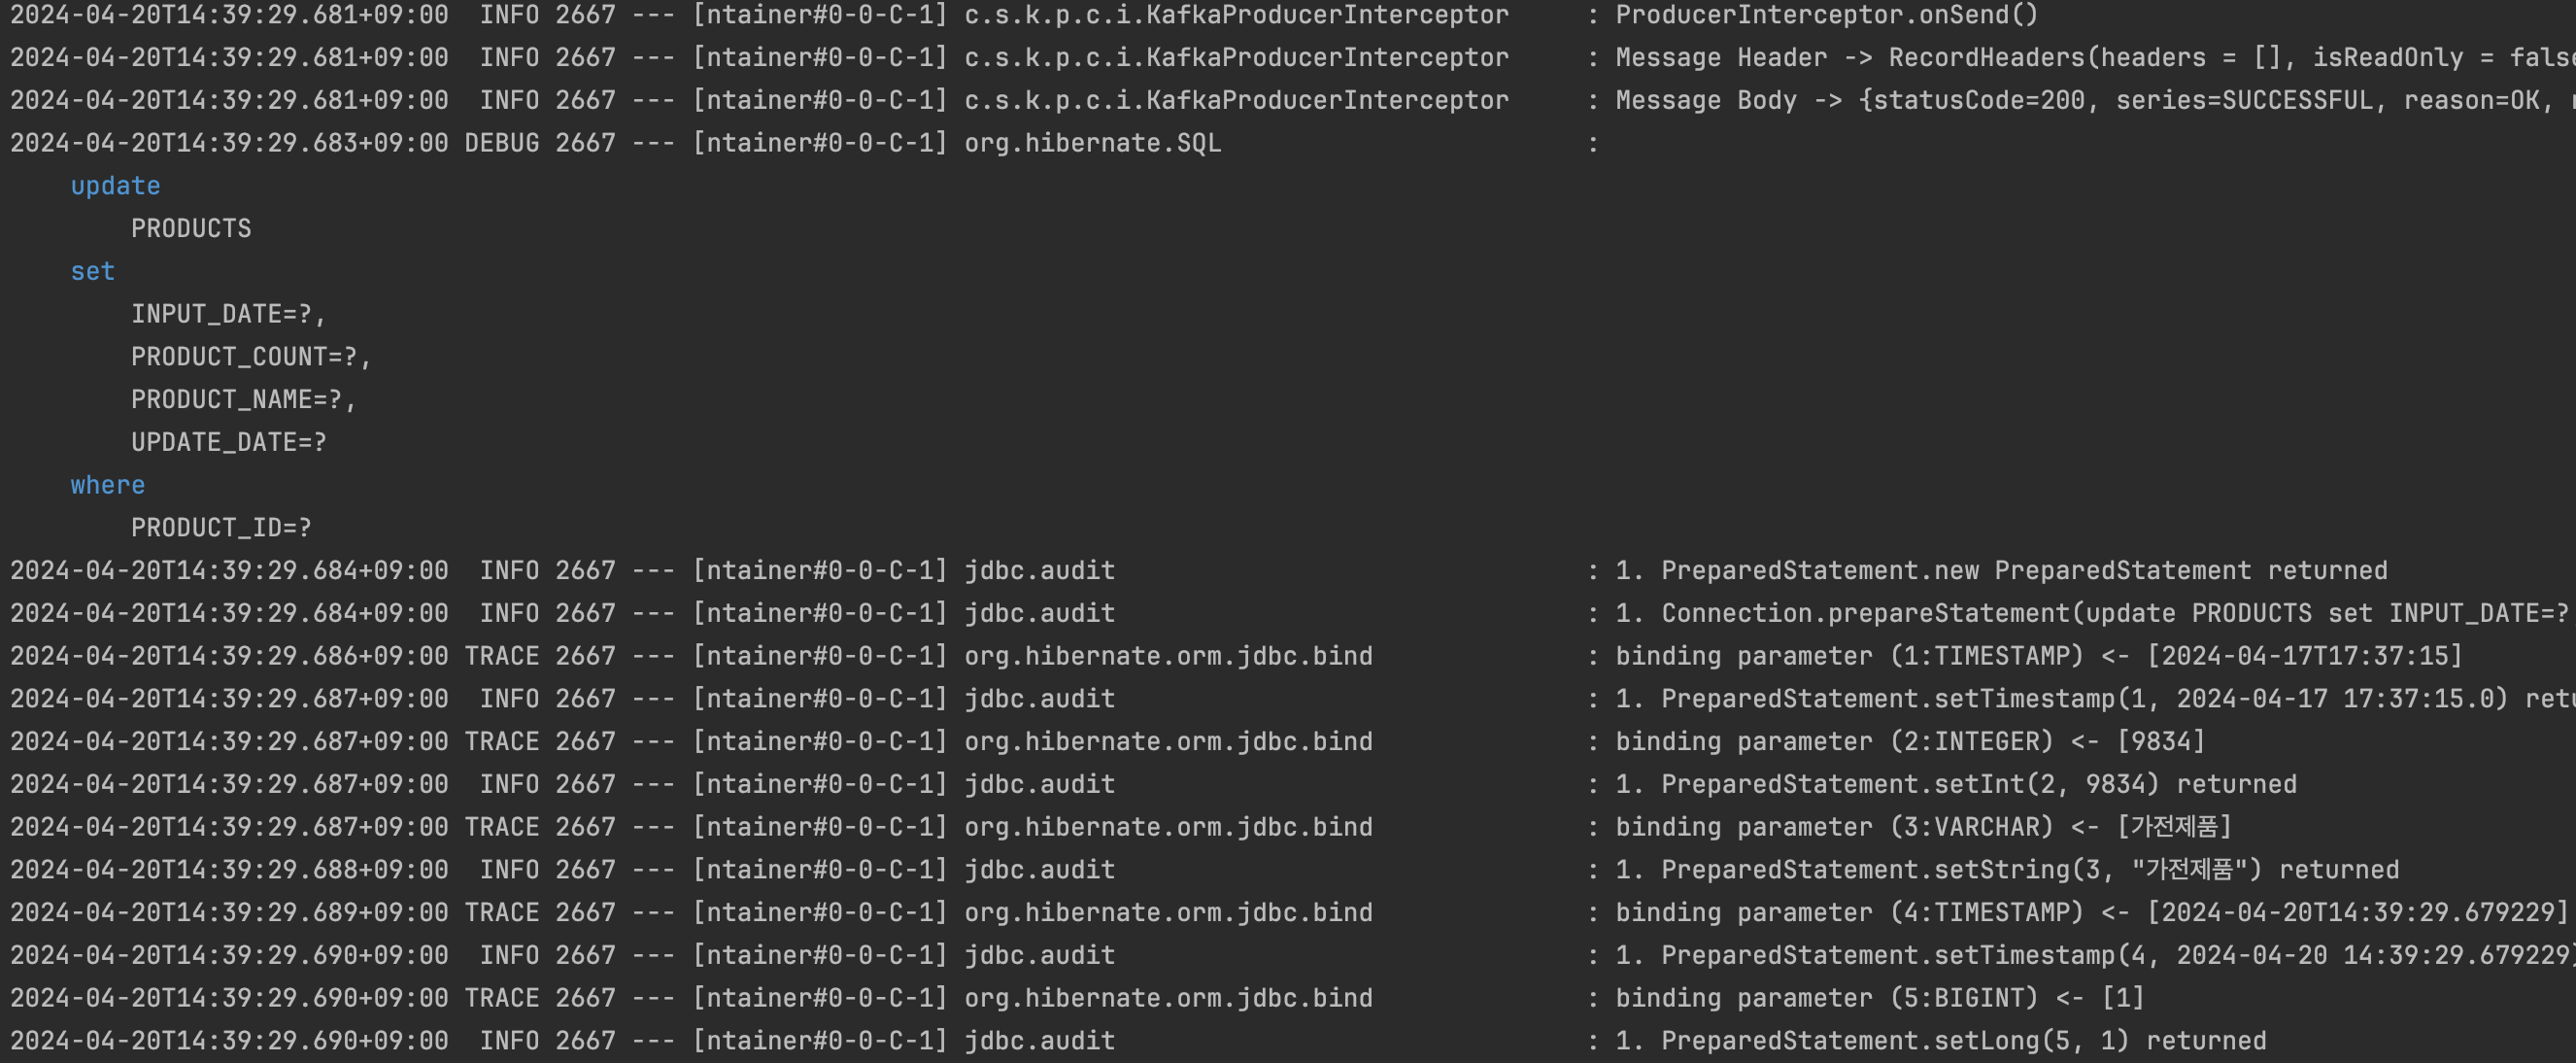 2024-04-20T14:39:29.681+09:00  INFO 2667 --- [ntainer#0-0-C-1] c.s.k.p.c.i.KafkaProducerInterceptor     : ProducerInterceptor.onSend()
2024-04-20T14:39:29.681+09:00  INFO 2667 --- [ntainer#0-0-C-1] c.s.k.p.c.i.KafkaProducerInterceptor     : Message Header -> RecordHeaders(headers = [], isReadOnly = false
2024-04-20T14:39:29.681+09:00  INFO 2667 --- [ntainer#0-0-C-1] c.s.k.p.c.i.KafkaProducerInterceptor     : Message Body -> {statusCode=200, series=SUCCESSFUL, reason=OK,
2024-04-20T14:39:29.683+09:00 DEBUG 2667 --- [ntainer#0-0-C-1] org.hibernate.SQL                        :
    update
        PRODUCTS
    set
        INPUT_DATE=?,
        PRODUCT_COUNT=?,
        PRODUCT_NAME=?,
        UPDATE_DATE=?
    where
        PRODUCT_ID=?
2024-04-20T14:39:29.684+09:00  INFO 2667 --- [ntainer#0-0-C-1] jdbc.audit                               : 1. PreparedStatement.new PreparedStatement returned
2024-04-20T14:39:29.684+09:00  INFO 2667 --- [ntainer#0-0-C-1] jdbc.audit                               : 1. Connection.prepareStatement(update PRODUCTS set INPUT_DATE=?
2024-04-20T14:39:29.686+09:00 TRACE 2667 --- [ntainer#0-0-C-1] org.hibernate.orm.jdbc.bind              : binding parameter (1:TIMESTAMP) <- [2024-04-17T17:37:15]
2024-04-20T14:39:29.687+09:00  INFO 2667 --- [ntainer#0-0-C-1] jdbc.audit                               : 1. PreparedStatement.setTimestamp(1, 2024-04-17 17:37:15.0)
2024-04-20T14:39:29.687+09:00 TRACE 2667 --- [ntainer#0-0-C-1] org.hibernate.orm.jdbc.bind              : binding parameter (2:INTEGER) <- [9834]
2024-04-20T14:39:29.687+09:00  INFO 2667 --- [ntainer#0-0-C-1] jdbc.audit                               : 1. PreparedStatement.setInt(2, 9834) returned
2024-04-20T14:39:29.687+09:00 TRACE 2667 --- [ntainer#0-0-C-1] org.hibernate.orm.jdbc.bind              : binding parameter (3:VARCHAR) <- [가전제품]
2024-04-20T14:39:29.688+09:00  INFO 2667 --- [ntainer#0-0-C-1] jdbc.audit                               : 1. PreparedStatement.setString(3, "가전제품") returned
2024-04-20T14:39:29.689+09:00 TRACE 2667 --- [ntainer#0-0-C-1] org.hibernate.orm.jdbc.bind              : binding parameter (4:TIMESTAMP) <- [2024-04-20T14:39:29.679229]
2024-04-20T14:39:29.690+09:00  INFO 2667 --- [ntainer#0-0-C-1] jdbc.audit                               : 1. PreparedStatement.setTimestamp(4, 2024-04-20 14:39:29.679229)
2024-04-20T14:39:29.690+09:00 TRACE 2667 --- [ntainer#0-0-C-1] org.hibernate.orm.jdbc.bind              : binding parameter (5:BIGINT) <- [1]
2024-04-20T14:39:29.690+09:00  INFO 2667 --- [ntainer#0-0-C-1] jdbc.audit                               : 1. PreparedStatement.setLong(5, 1) returned